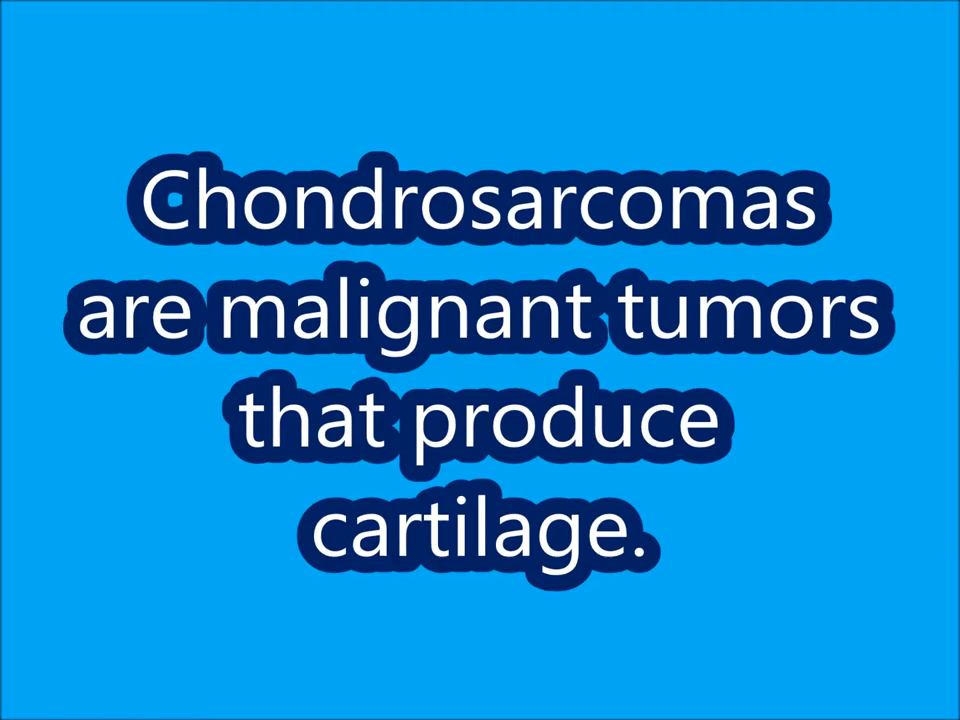 Chondrosarcomas
are malignant tumors
that produce
cartilage.